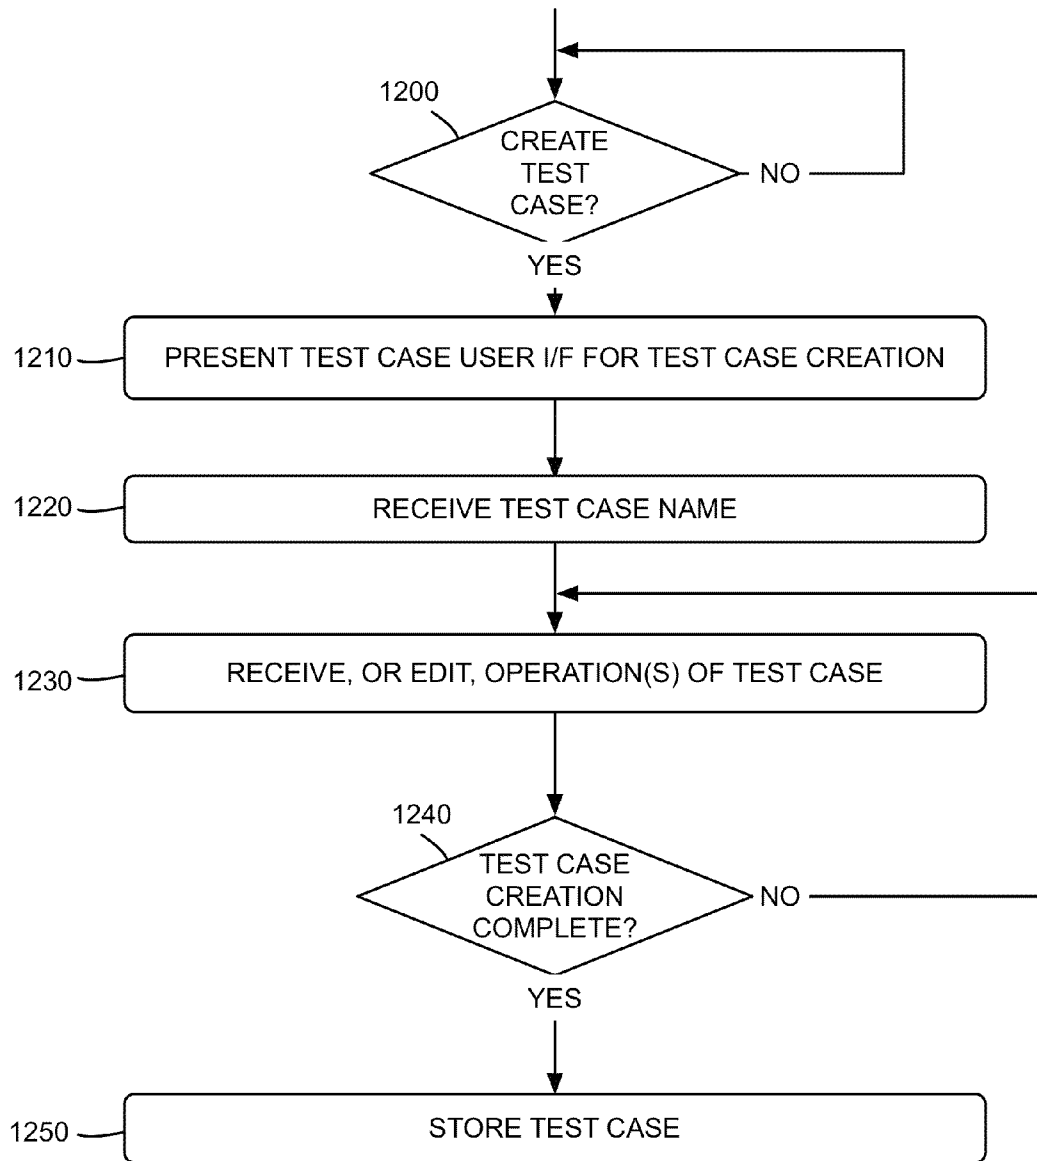 1200
CREATE
TEST
CASE?
NO
YES
1210
PRESENT TEST CASE USER I/F FOR TEST CASE CREATION
1220
RECEIVE TEST CASE NAME
1230
RECEIVE, OR EDIT, OPERATION(S) OF TEST CASE
1240
TEST CASE
CREATION
COMPLETE?
NO
YES
1250
STORE TEST CASE